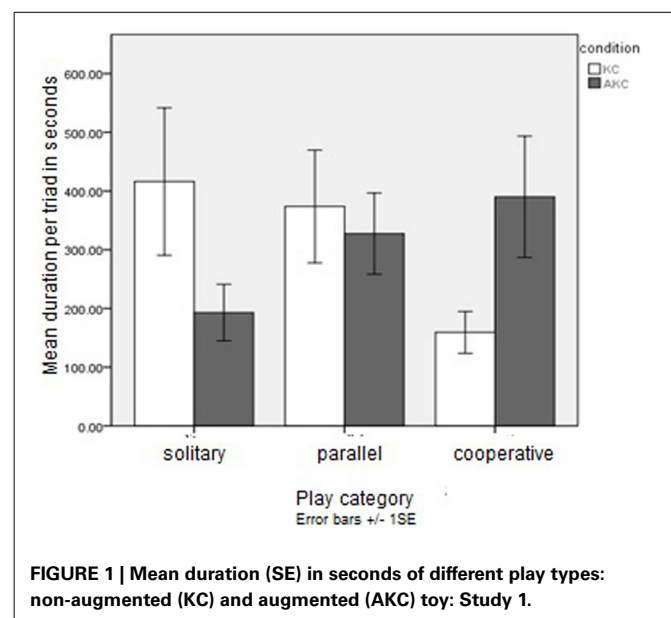 condition
KC
AKC
600.00
500.00
400.00
300.00
200.00
100.00
0.00
Mean duration per triad in seconds
solitary parallel cooperative
Play category
Error bars +/- 1SE
FIGURE 1 | Mean duration (SE) in seconds of different play types:
non-augmented (KC) and augmented (AKC) toy: Study 1.